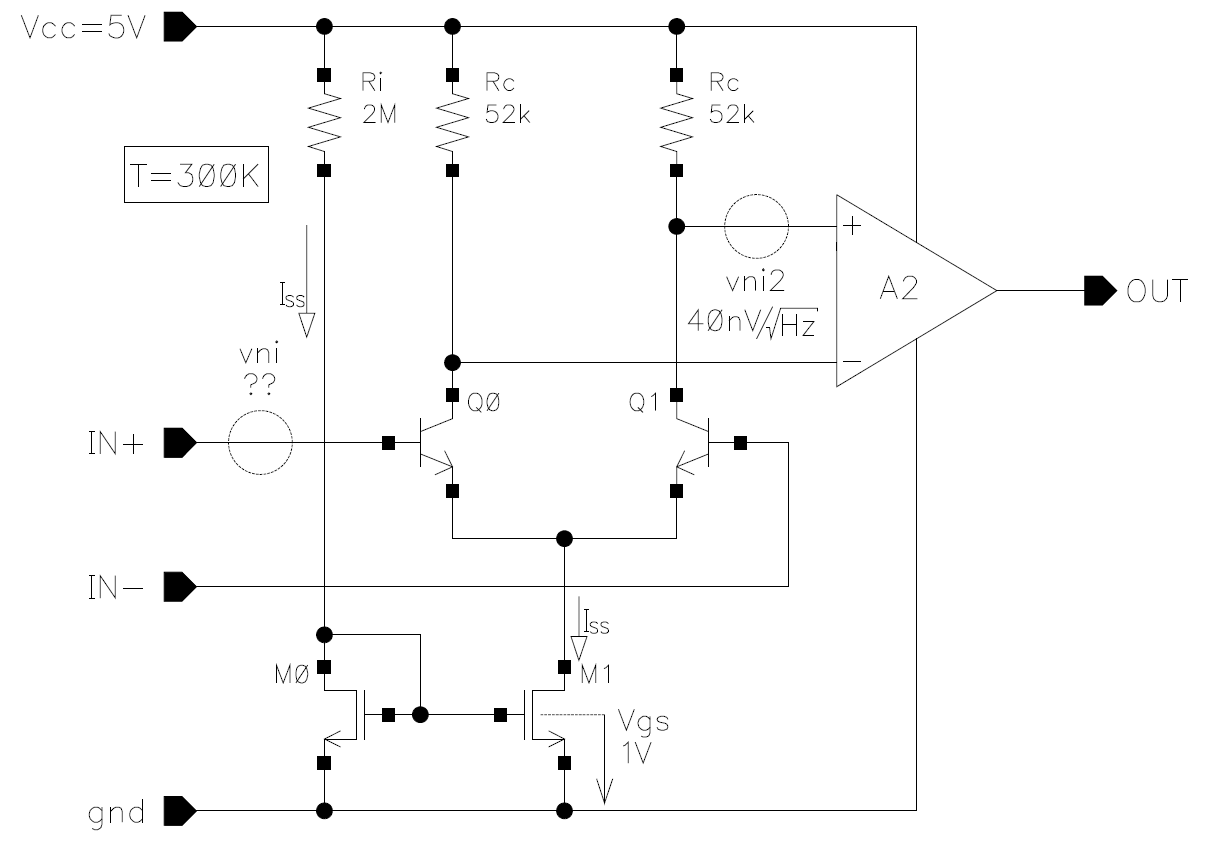 Vcc=5V
Ri
2M
Rc
52k
Rc
52k
T=300K
Iss
vni
??
vni2
40nV/√Hz
A2
OUT
Q0
Q1
IN+
IN-
Iss
M0
M1
Vgs
1V
gnd